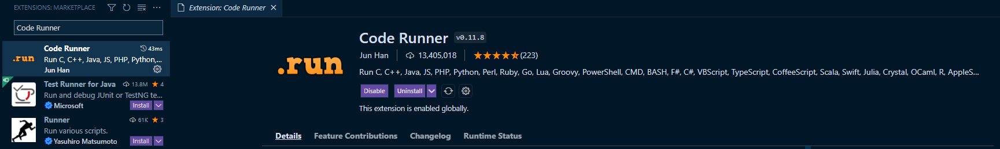 EXTENSIONS: MARKETPLACE
Code Runner
Code Runner 43ms
.run
Run C, C++, Java, JS, PHP, Python,...
Jun Han
Test Runner for Java 13.8M 4
Run and debug JUnit or TestNG te...
Microsoft Install
Runner 61K 3
Run various scripts.
Yasuhiro Matsumoto Install
Extension: Code Runner
.run
Code Runner v0.11.8
Jun Han 13,405,018 (223)
Run C, C++, Java, JS, PHP, Python, Perl, Ruby, Go, Lua, Groovy, PowerShell, CMD, BASH, F#, C#, VBScript, TypeScript, CoffeeScript, Scala, Swift, Julia, Crystal, OCaml, R, AppleS...
Disable Uninstall
This extension is enabled globally.
Details Feature Contributions Changelog Runtime Status